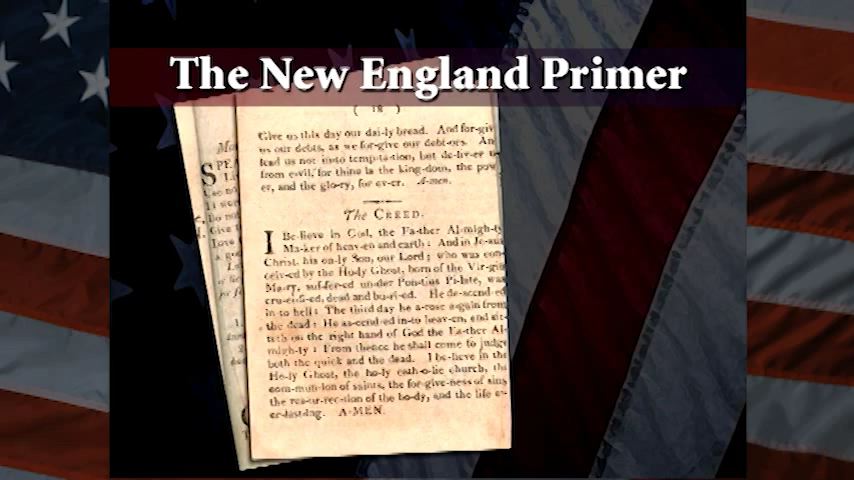 The New England Primer
( 18 )
Give us this day our dai-ly bread. And for-giv
us our debts, as we for-give our debt-ors. An
lead us not into temp-ta-tion, but de-liv-er u
from evil, for thine is the king-dom, the pow
er, and the glo-ry, for ev-er. A-men.
The CREED.
I Be-lieve in God, the Fa-ther Al-migh-ty
Ma-ker of heav-en and earth : And in Je-sus
Christ, his on-ly Son, our Lord ; who was con-
ceiv-ed by the Ho-ly Ghost, born of the Vir-gin
Ma-ry, suf-fer-ed un-der Pon-tius Pi-late, was
cru-ci-fi-ed, dead and bu-ri-ed. He de-scend-ed
in-to hell : The third day he a-rose again from
the dead : He as-cend-ed in-to heav-en, and sit-
teth on the right hand of God the Fa-ther Al-
migh-ty : From thence he shall come to judge
both the quick and the dead. I be-lieve in the
Ho-ly Ghost, the ho-ly cath-o-lic church, the
com-mun-ion of saints, the for-give-ness of sins
the res-ur-rec-tion of the bo-dy, and the life e-
er-last-ing. A-MEN.